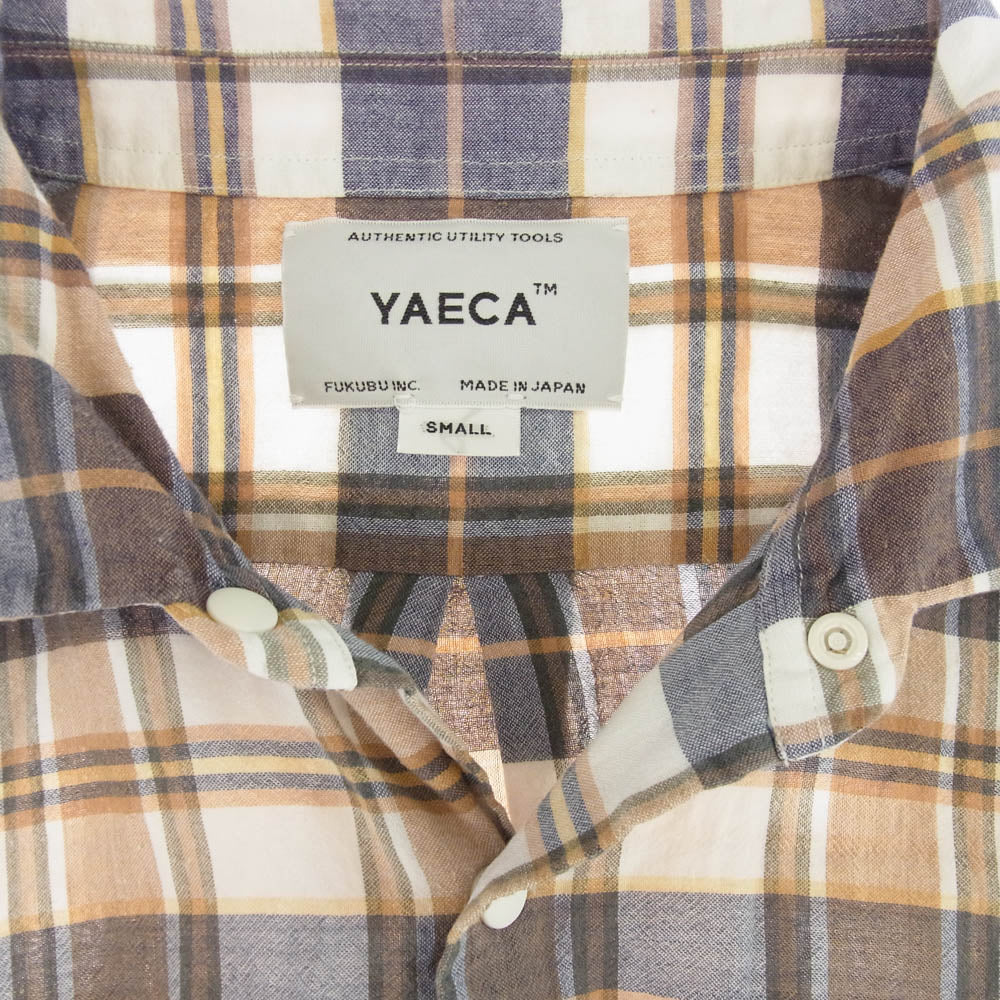 AUTHENTIC UTILITY TOOLS
YAECA™
FUKUBU INC. MADE IN JAPAN
SMALL